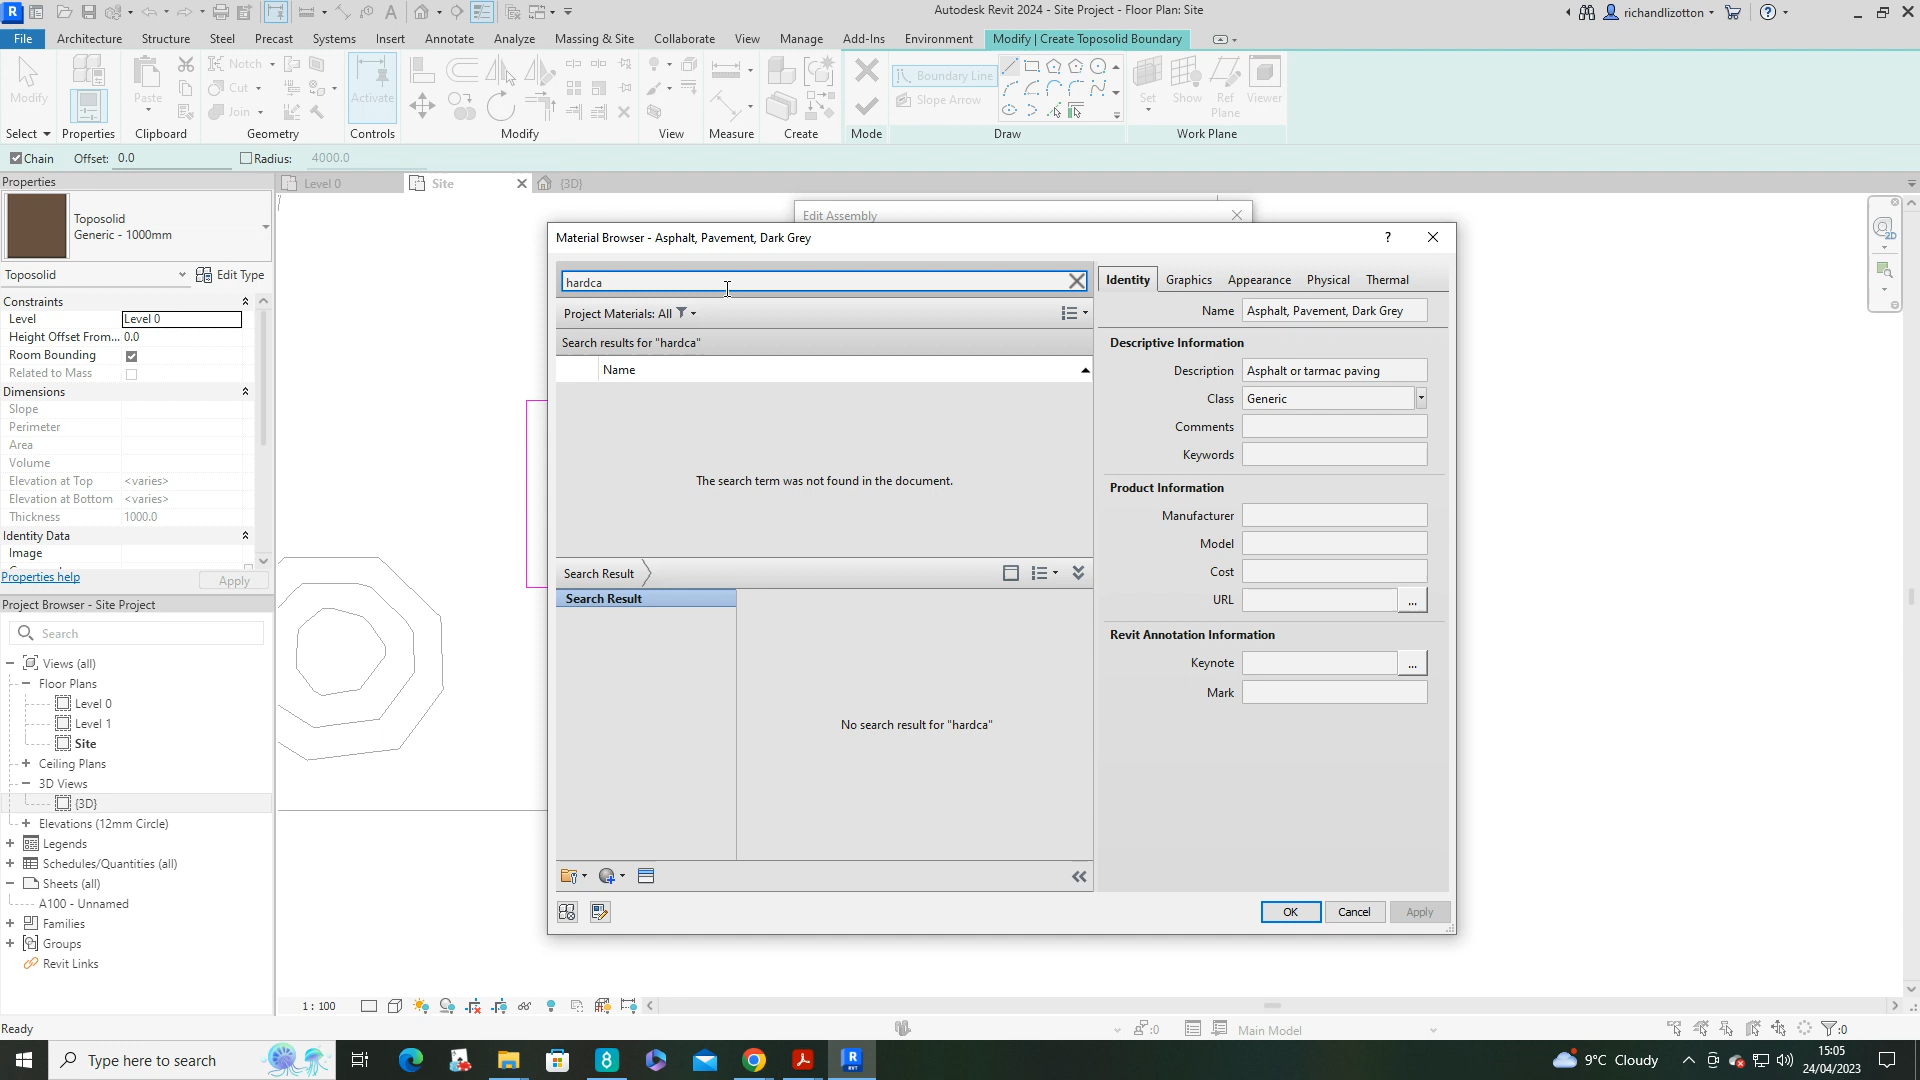 Autodesk Revit 2024 - Site Project - Floor Plan: Site
richandlizotton
File Architecture Structure Steel Precast Systems Insert Annotate Analyze Massing & Site Collaborate View Manage Add-Ins Environment Modify | Create Toposolid Boundary
Modify
Paste
Notch
Cut
Join
Activate
Boundary Line
Slope Arrow
Set Show Ref Plane Viewer
Select Properties Clipboard Geometry Controls Modify View Measure Create Mode Draw Work Plane
Chain Offset: 0.0 Radius: 4000.0
Properties
Toposolid
Generic - 1000mm
Toposolid Edit Type
Constraints
Level Level 0
Height Offset From... 0.0
Room Bounding
Related to Mass
Dimensions
Slope
Perimeter
Area
Volume
Elevation at Top <varies>
Elevation at Bottom <varies>
Thickness 1000.0
Identity Data
Image
Properties help Apply
Project Browser - Site Project
Search
Views (all)
Floor Plans
Level 0
Level 1
Site
Ceiling Plans
3D Views
{3D}
Elevations (12mm Circle)
Legends
Schedules/Quantities (all)
Sheets (all)
A100 - Unnamed
Families
Groups
Revit Links
Level 0 Site {3D}
Edit Assembly
Material Browser - Asphalt, Pavement, Dark Grey
?
hardca
Project Materials: All
Search results for "hardca"
Name
The search term was not found in the document.
Search Result
Search Result
No search result for "hardca"
Identity Graphics Appearance Physical Thermal
Name Asphalt, Pavement, Dark Grey
Descriptive Information
Description Asphalt or tarmac paving
Class Generic
Comments
Keywords
Product Information
Manufacturer
Model
Cost
URL ...
Revit Annotation Information
Keynote ...
Mark
OK Cancel Apply
1 : 100
Ready
:0 Main Model :0
Type here to search
9°C Cloudy
15:05
24/04/2023